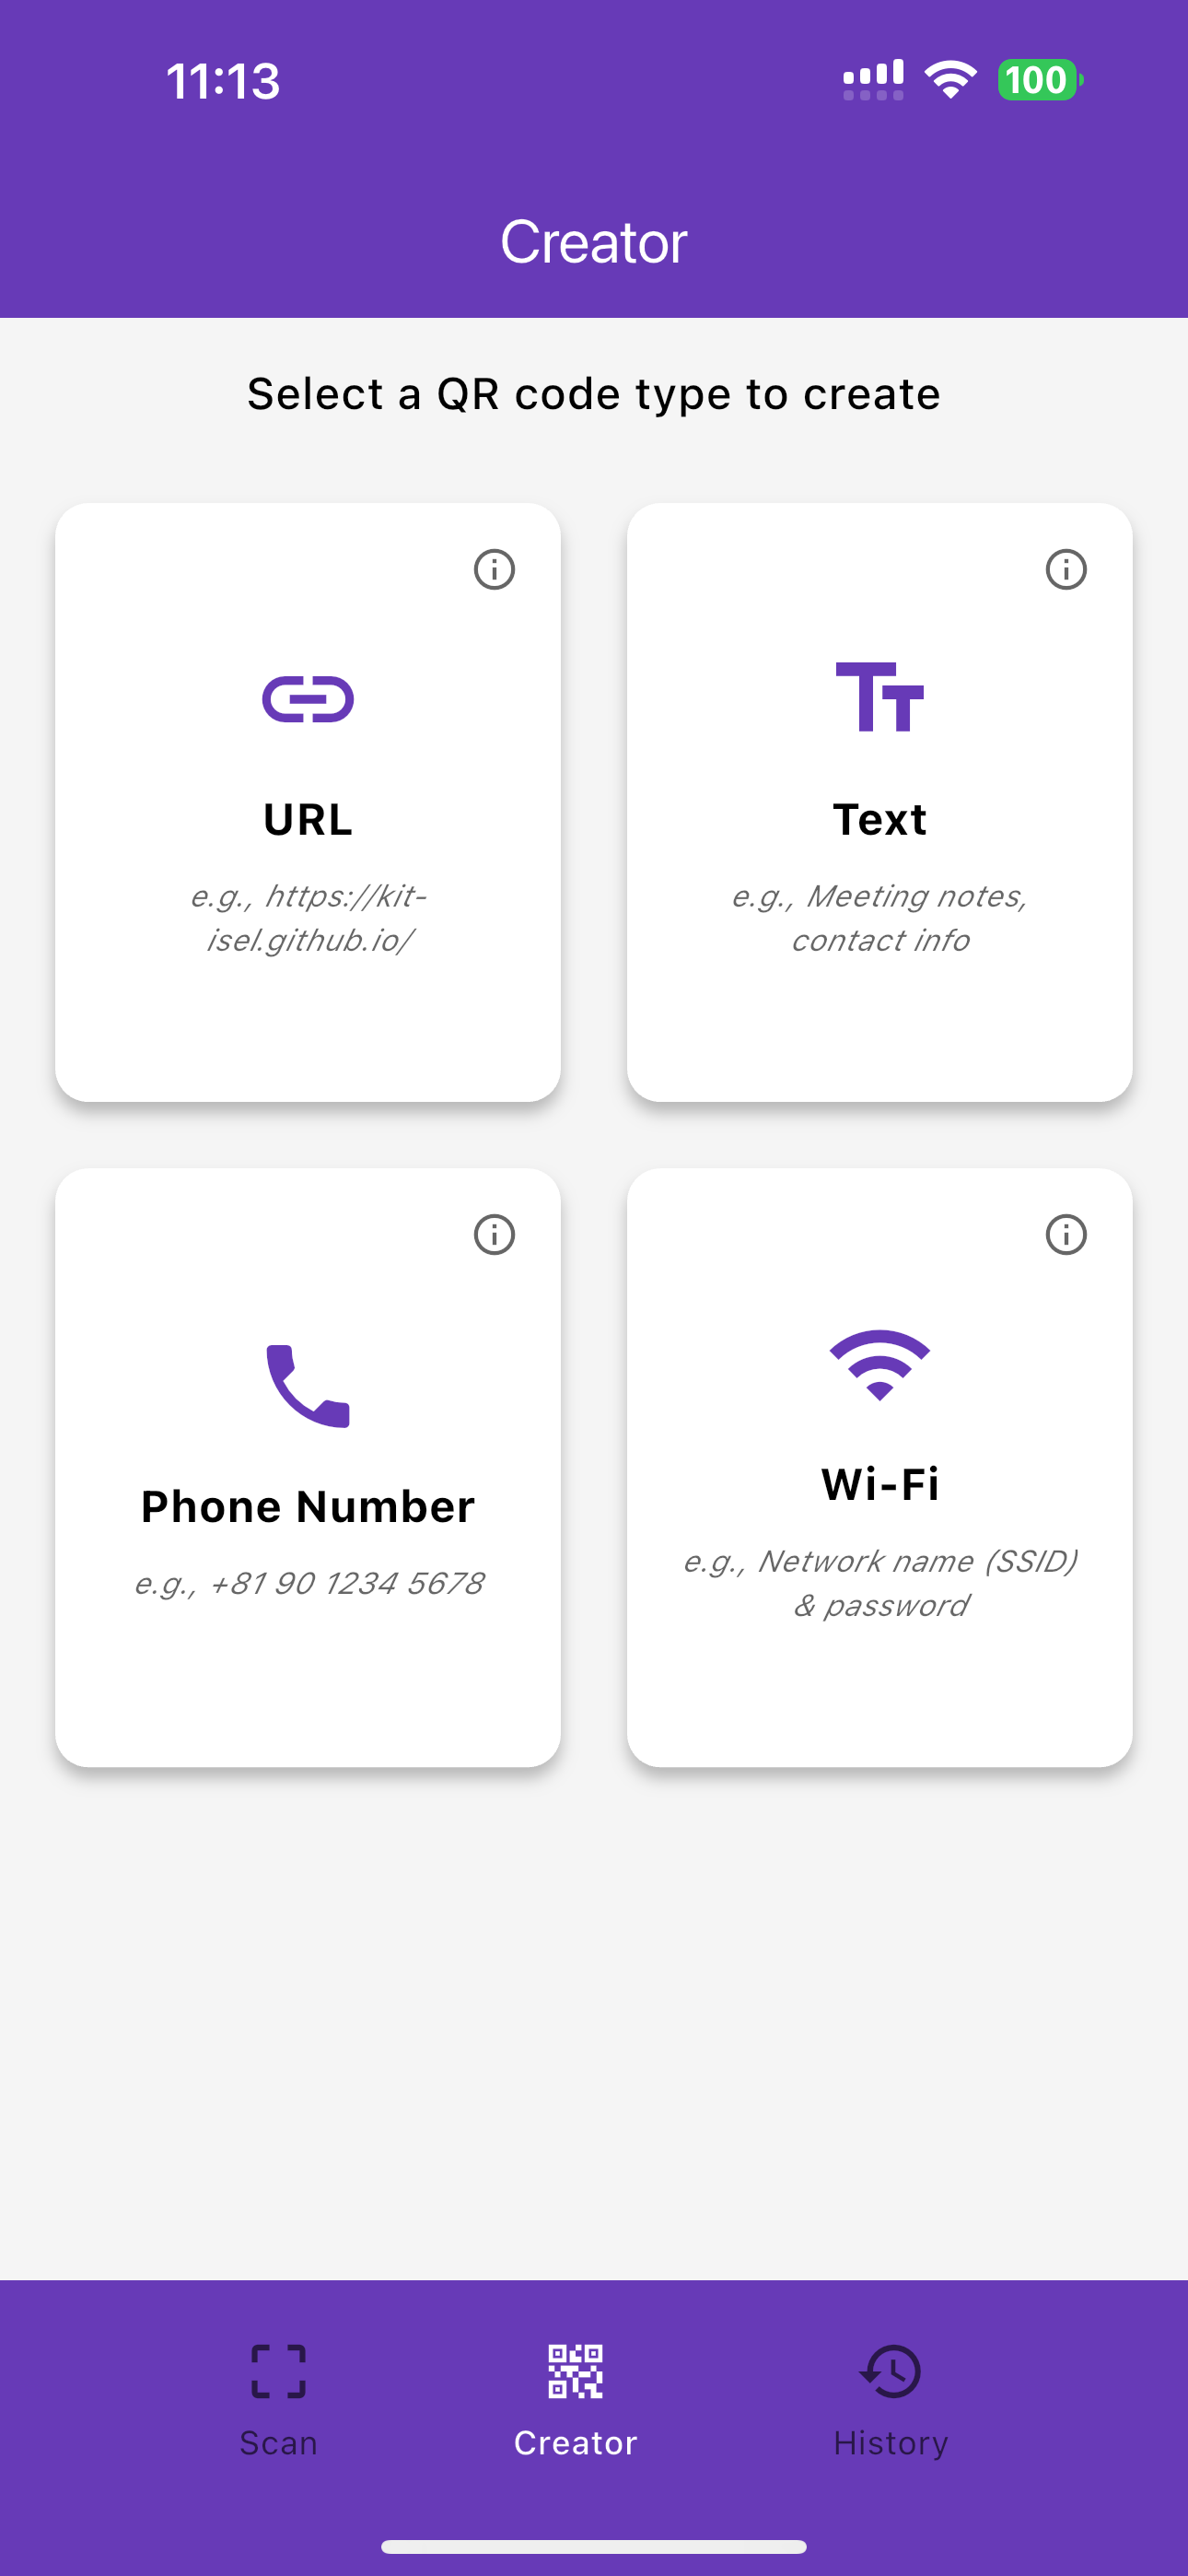 11:13
100
Creator
Select a QR code type to create
URL
e.g., https://kit-
isel.github.io/
Text
e.g., Meeting notes,
contact info
Phone Number
e.g., +81 90 1234 5678
Wi-Fi
e.g., Network name (SSID)
& password
Scan
Creator
History